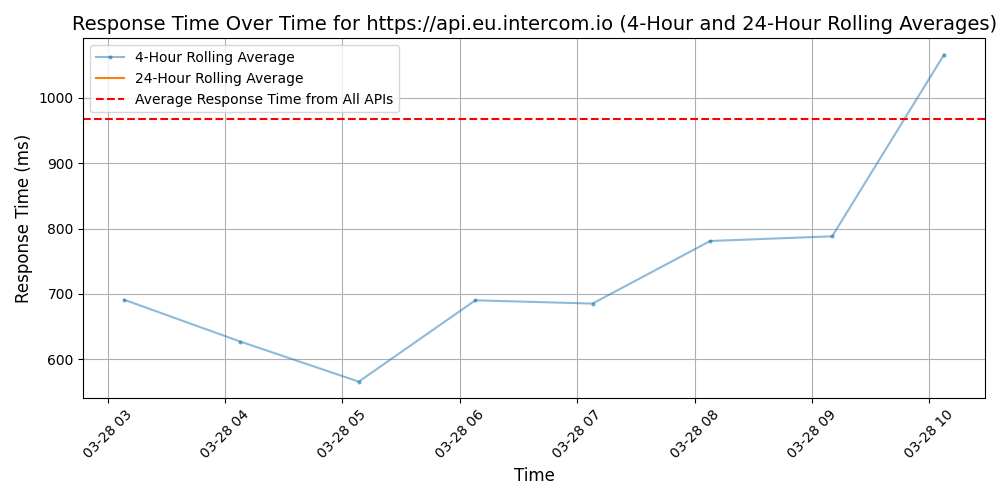 Response Time Over Time for https://api.eu.intercom.io (4-Hour and 24-Hour Rolling Averages)
4-Hour Rolling Average
24-Hour Rolling Average
Average Response Time from All APIs
Response Time (ms)
1000
900
800
700
600
03-28 03
03-28 04
03-28 05
03-28 06
03-28 07
03-28 08
03-28 09
03-28 10
Time